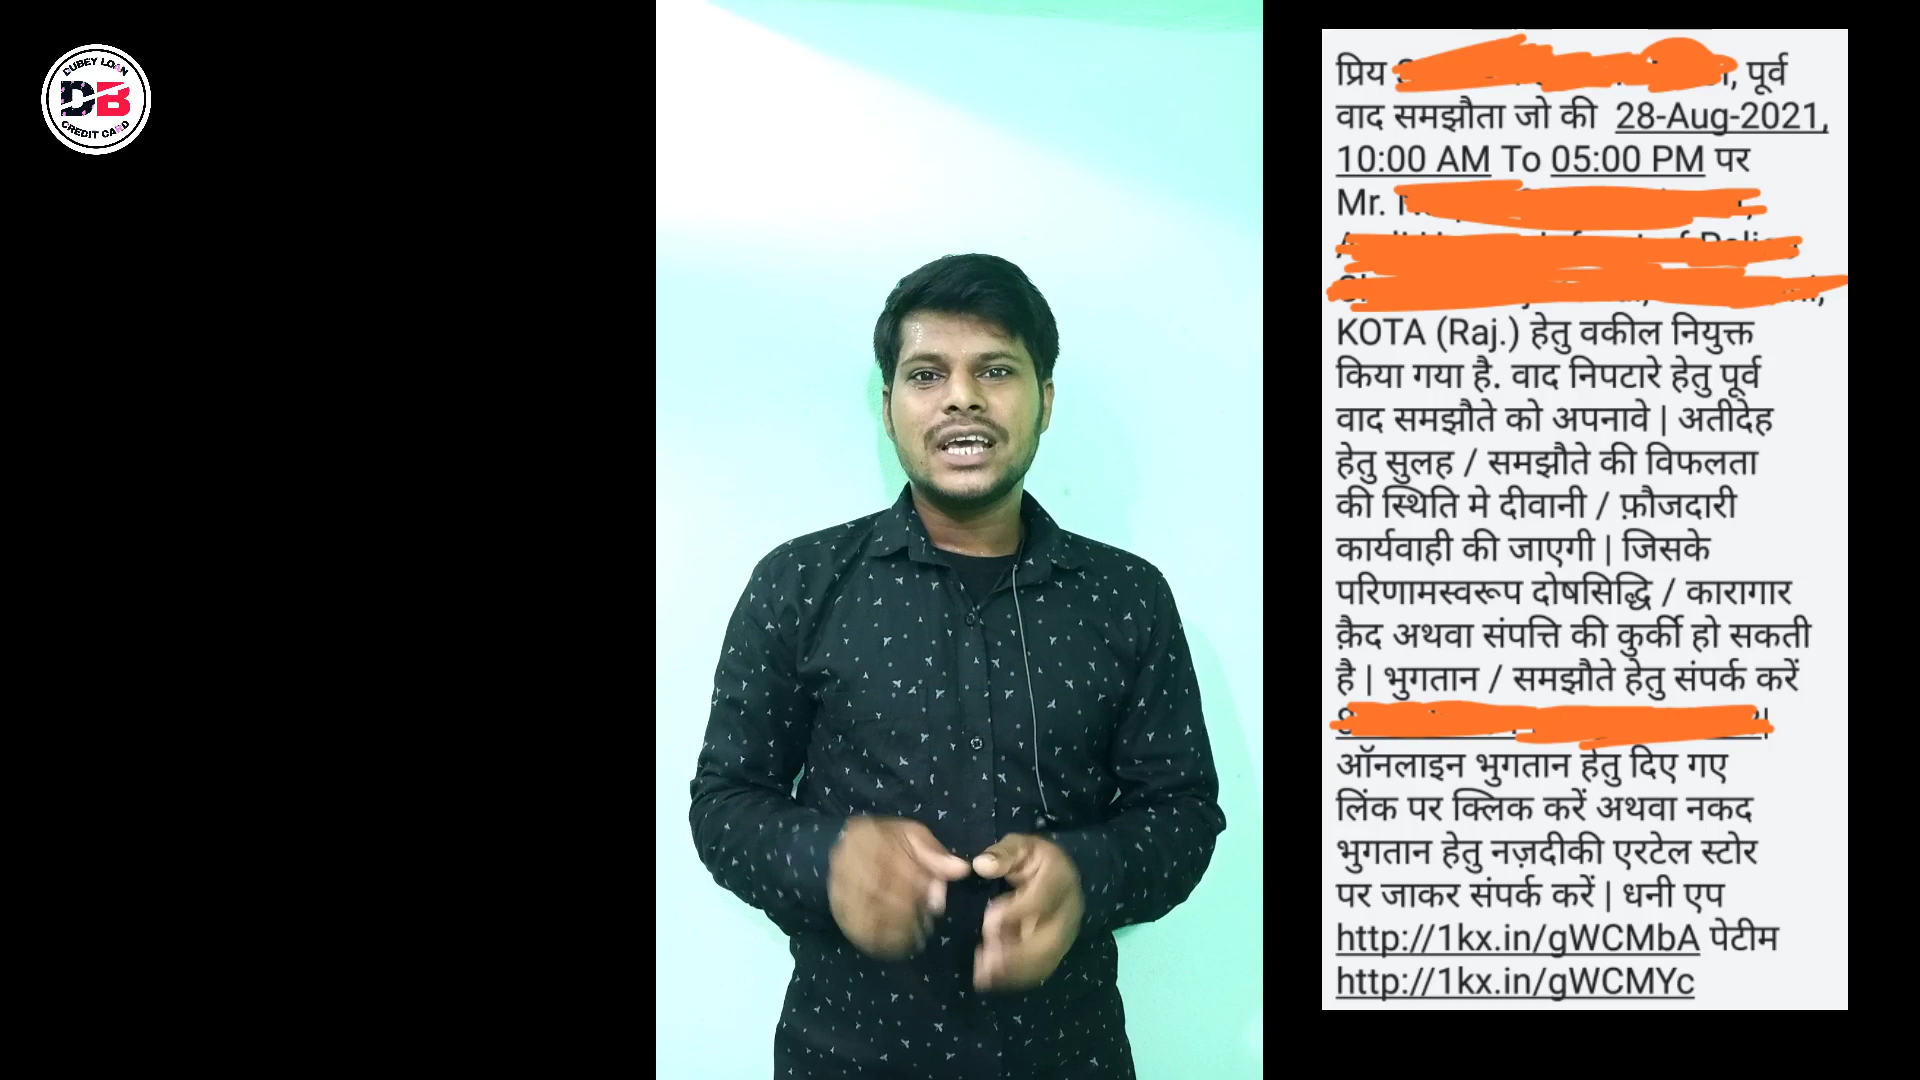 DUBEY LOAN
DB
CREDIT CARD
प्रिय , पूर्व
वाद समझौता जो की 28-Aug-2021,
10:00 AM To 05:00 PM पर
Mr.
KOTA (Raj.) हेतु वकील नियुक्त
किया गया है. वाद निपटारे हेतु पूर्व
वाद समझौते को अपनावे | अतीदेह
हेतु सुलह / समझौते की विफलता
की स्थिति मे दीवानी / फ़ौजदारी
कार्यवाही की जाएगी | जिसके
परिणामस्वरूप दोषसिद्धि / कारागार
क़ैद अथवा संपत्ति की कुर्की हो सकती
है | भुगतान / समझौते हेतु संपर्क करें
ऑनलाइन भुगतान हेतु दिए गए
लिंक पर क्लिक करें अथवा नकद
भुगतान हेतु नज़दीकी एरटेल स्टोर
पर जाकर संपर्क करें | धनी एप
http://1kx.in/gWCMbA पेटीम
http://1kx.in/gWCMYc